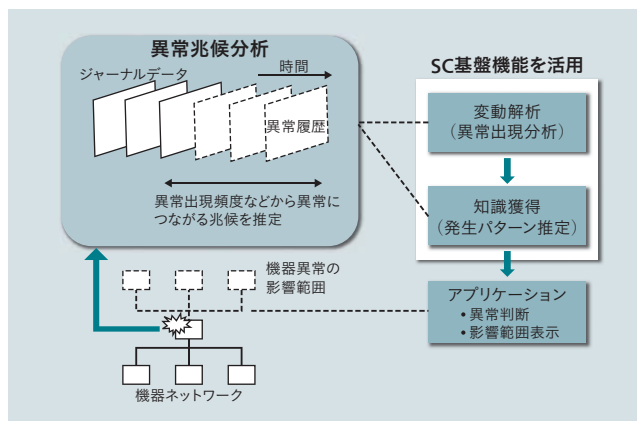 異常兆候分析
ジャーナルデータ
時間
異常履歴
異常出現頻度などから異常に
つながる兆候を推定
機器異常の
影響範囲
機器ネットワーク
SC基盤機能を活用
変動解析
（異常出現分析）
知識獲得
（発生パターン推定）
アプリケーション
• 異常判断
• 影響範囲表示